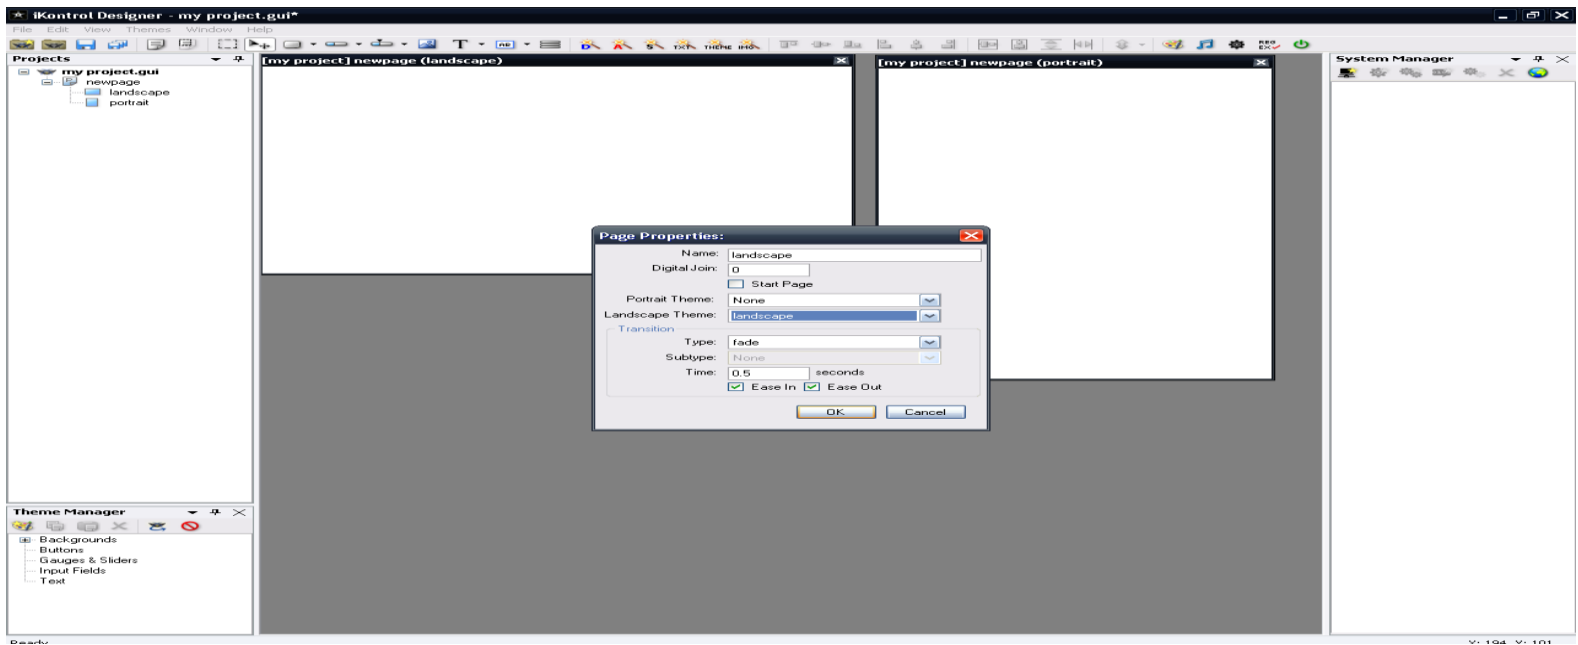 iKontrol Designer - my project.gui*
File Edit View Themes Window Help
Projects
my project.gui
newpage
landscape
portrait
[my project] newpage (landscape)
[my project] newpage (portrait)
System Manager
Page Properties:
Name: landscape
Digital Join: 0
Start Page
Portrait Theme: None
Landscape Theme: landscape
Transition
Type: fade
Subtype: None
Time: 0.5 seconds
Ease In Ease Out
OK Cancel
Theme Manager
Backgrounds
Buttons
Gauges & Sliders
Input Fields
Text
Ready
X: 194 Y: 101